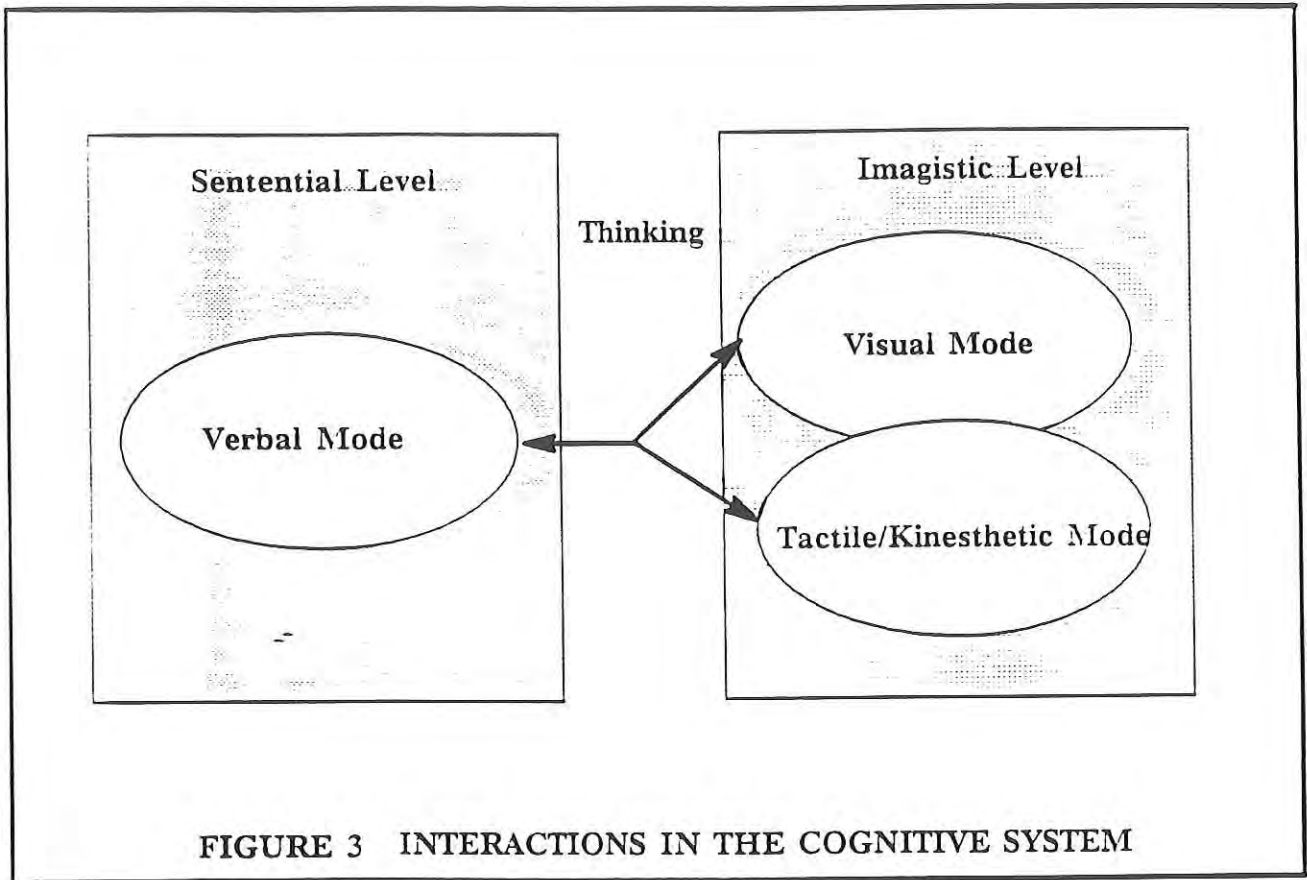 Sentential Level
Imagistic Level
Thinking
Visual Mode
Verbal Mode
Tactile/Kinesthetic Mode
FIGURE 3 INTERACTIONS IN THE COGNITIVE SYSTEM